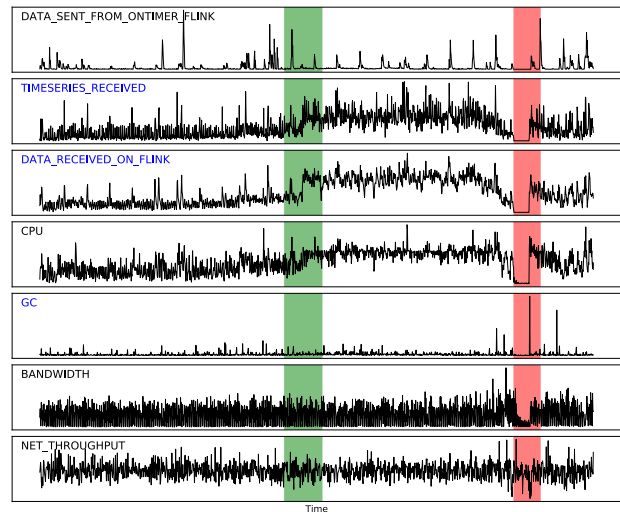 DATA_SENT_FROM_ONTIMER_FLINK
TIMESERIES_RECEIVED
DATA_RECEIVED_ON_FLINK
CPU
GC
BANDWIDTH
NET_THROUGHPUT
Time